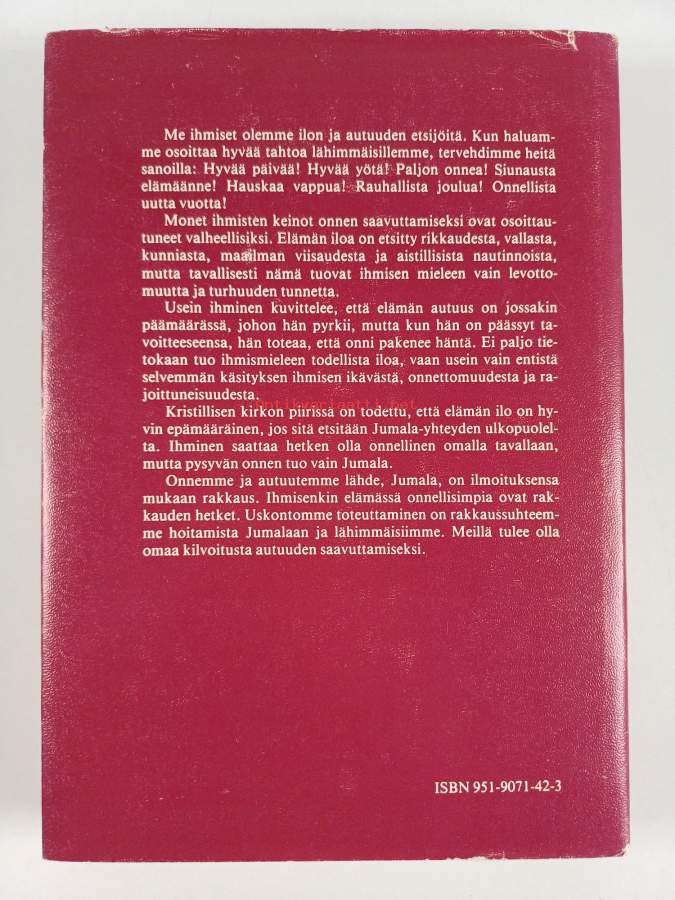 Me ihmiset olemme ilon ja autuuden etsijöitä. Kun haluam-
me osoittaa hyvää tahtoa lähimmäisillemme, tervehdimme heitä
sanoilla: Hyvää päivää! Hyvää yötä! Paljon onnea! Siunausta
elämäänne! Hauskaa vappua! Rauhallista joulua! Onnellista
uutta vuotta!
Monet ihmisten keinot onnen saavuttamiseksi ovat osoittau-
tuneet valheellisiksi. Elämän iloa on etsitty rikkaudesta, vallasta,
kunniasta, maailman viisaudesta ja aistillisista nautinnoista,
mutta tavallisesti nämä tuovat ihmisen mieleen vain levotto-
muutta ja turhuuden tunnetta.
Usein ihminen kuvittelee, että elämän autuus on jossakin
päämäärässä, johon hän pyrkii, mutta kun hän on päässyt ta-
voitteeseensa, hän toteaa, että onni pakenee häntä. Ei paljo tie-
tokaan tuo ihmismieleen todellista iloa, vaan usein vain entistä
selvemmän käsityksen ihmisen ikävästä, onnettomuudesta ja ra-
joittuneisuudesta.
antikvariaatti.net
Kristillisen kirkon piirissä on todettu, että elämän ilo on hy-
vin epämääräinen, jos sitä etsitään Jumala-yhteyden ulkopuolel-
ta. Ihminen saattaa hetken olla onnellinen omalla tavallaan,
mutta pysyvän onnen tuo vain Jumala.
Onnemme ja autuutemme lähde, Jumala, on ilmoituksensa
mukaan rakkaus. Ihmisenkin elämässä onnellisimpia ovat rak-
kauden hetket. Uskontomme toteuttaminen on rakkaussuhteem-
me hoitamista Jumalaan ja lähimmäisiimme. Meillä tulee olla
omaa kilvoitusta autuuden saavuttamiseksi.
ISBN 951-9071-42-3